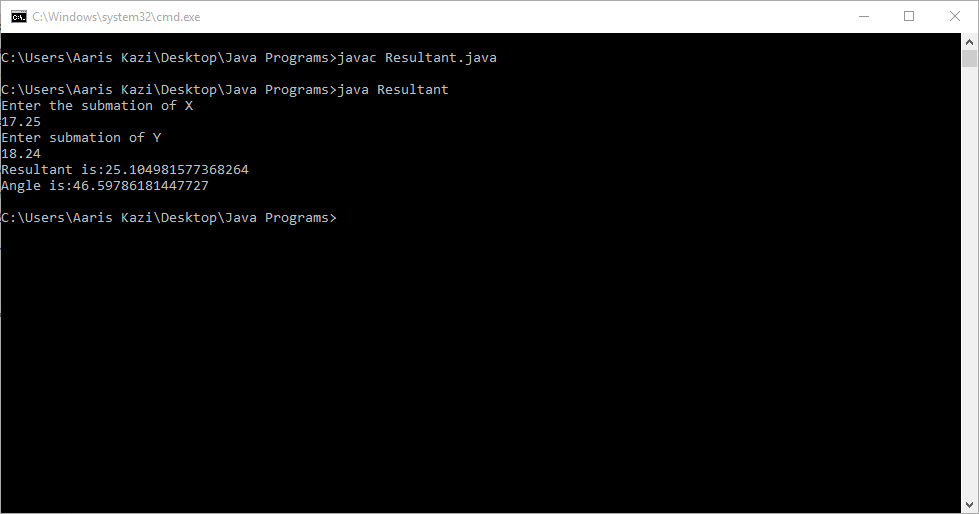 C:\Windows\system32\cmd.exe
C:\Users\Aaris Kazi\Desktop\Java Programs>javac Resultant.java
C:\Users\Aaris Kazi\Desktop\Java Programs>java Resultant
Enter the submation of X
17.25
Enter submation of Y
18.24
Resultant is:25.104981577368264
Angle is:46.59786181447727
C:\Users\Aaris Kazi\Desktop\Java Programs>